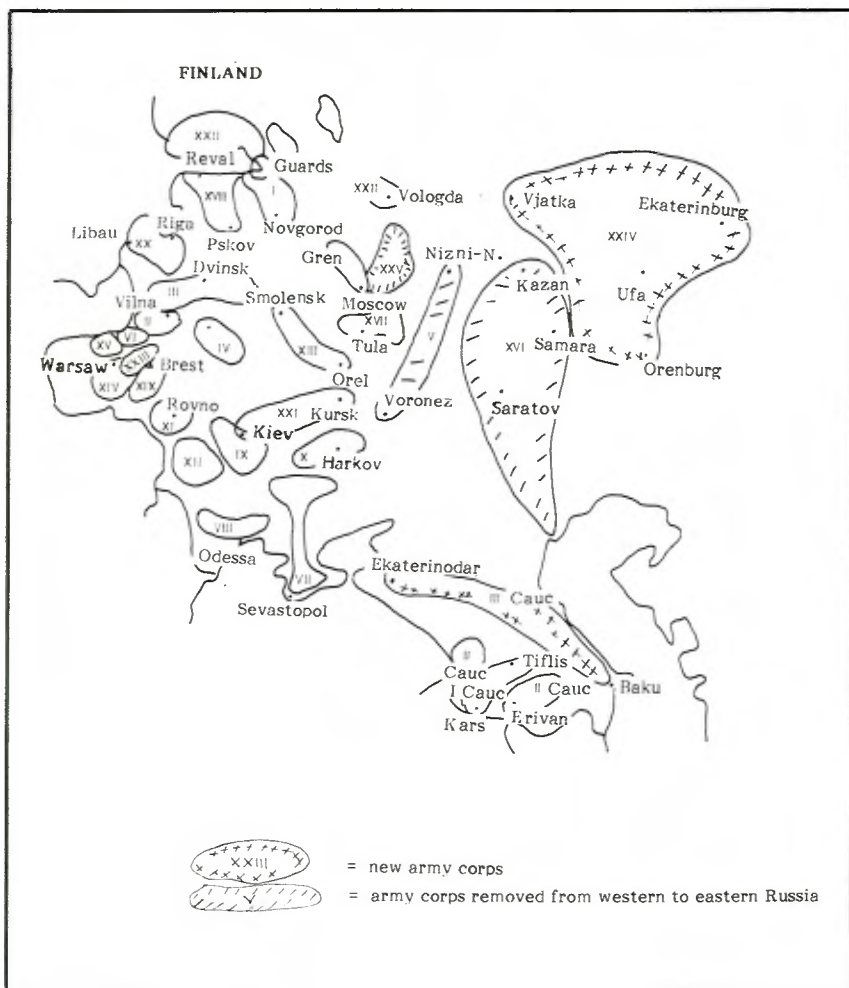 FINLAND
XXII
Reval
Guards
XVIII
I
XXII
Vologda
Vjatka
Ekaterinburg
Riga
Novgorod
XXIV
Libau
XX
Pskov
Gren
XXV
Nizni-N.
Dvinsk
Kazan
Vilna
III
Smolensk
Moscow
Ufa
II
XVII
V
XV
VI
IV
Tula
XVI
Samara
Warsaw
XXIII
Brest
XIII
Orenburg
XIV
XIX
Orel
Rovno
XXI
Kursk
Voronez
Saratov
XI
Kiev
XII
IX
X
Harkov
VIII
Odessa
VII
Ekaterinodar
Sevastopol
III
Cauc
Cauc
Tiflis
I Cauc
II Cauc
Baku
Kars
Erivan
XXIII
= new army corps
V
= army corps removed from western to eastern Russia